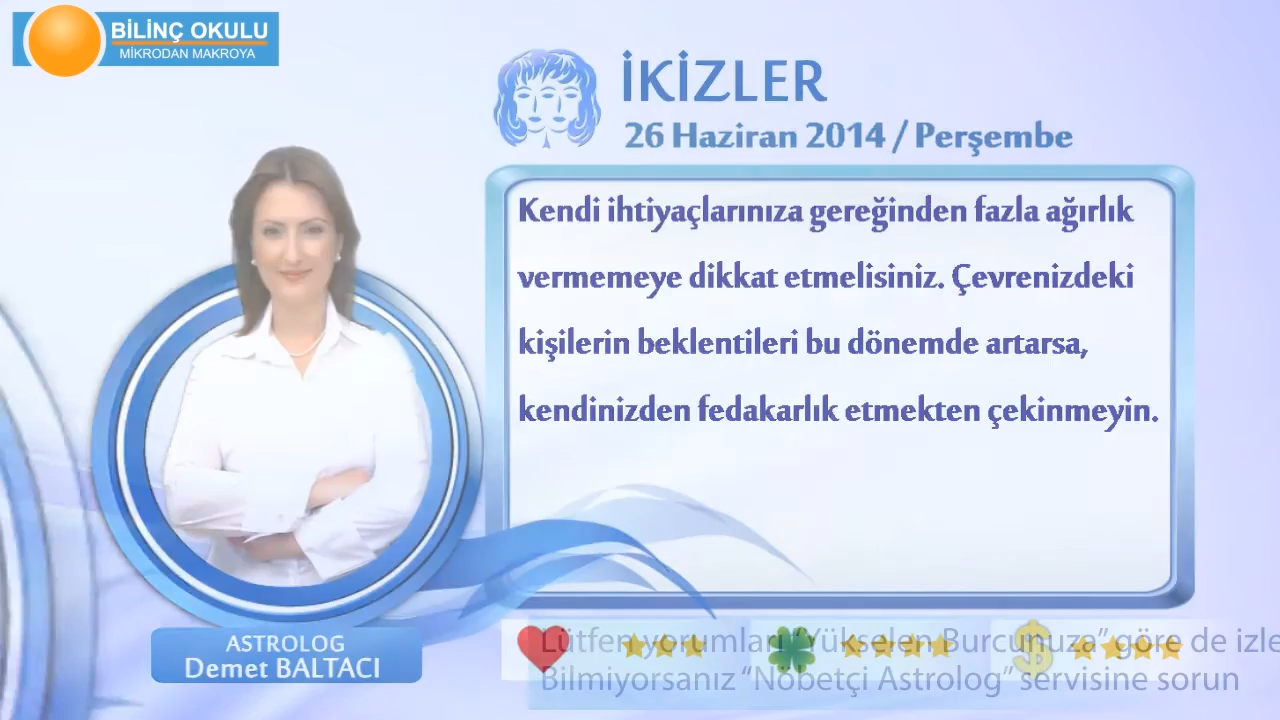 BİLİNÇ OKULU
MİKRODAN MAKROYA
İKİZLER
26 Haziran 2014 / Perşembe
Kendi ihtiyaçlarınıza gereğinden fazla ağırlık
vermemeye dikkat etmelisiniz. Çevrenizdeki
kişilerin beklentileri bu dönemde artarsa,
kendinizden fedakarlık etmekten çekinmeyin.
ASTROLOG
Demet BALTACI
Lütfen yorumları “Yükselen Burcunuza” göre de izle
Bilmiyorsanız “Nöbetçi Astrolog” servisine sorun